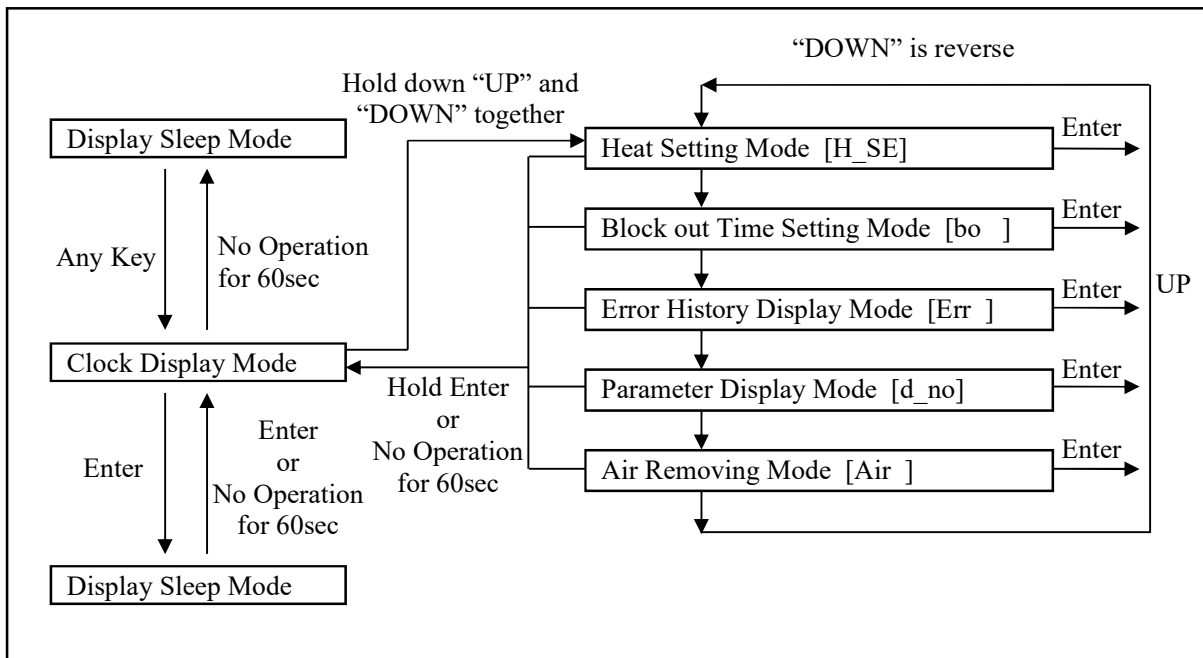 “DOWN” is reverse
Hold down “UP” and
“DOWN” together
Display Sleep Mode
Any Key
No Operation
for 60sec
Clock Display Mode
Enter
Enter
or
No Operation
for 60sec
Display Sleep Mode
Hold Enter
or
No Operation
for 60sec
Heat Setting Mode [H_SE]
Enter
Block out Time Setting Mode [bo ]
Enter
Error History Display Mode [Err ]
Enter
Parameter Display Mode [d_no]
Enter
Air Removing Mode [Air ]
Enter
UP